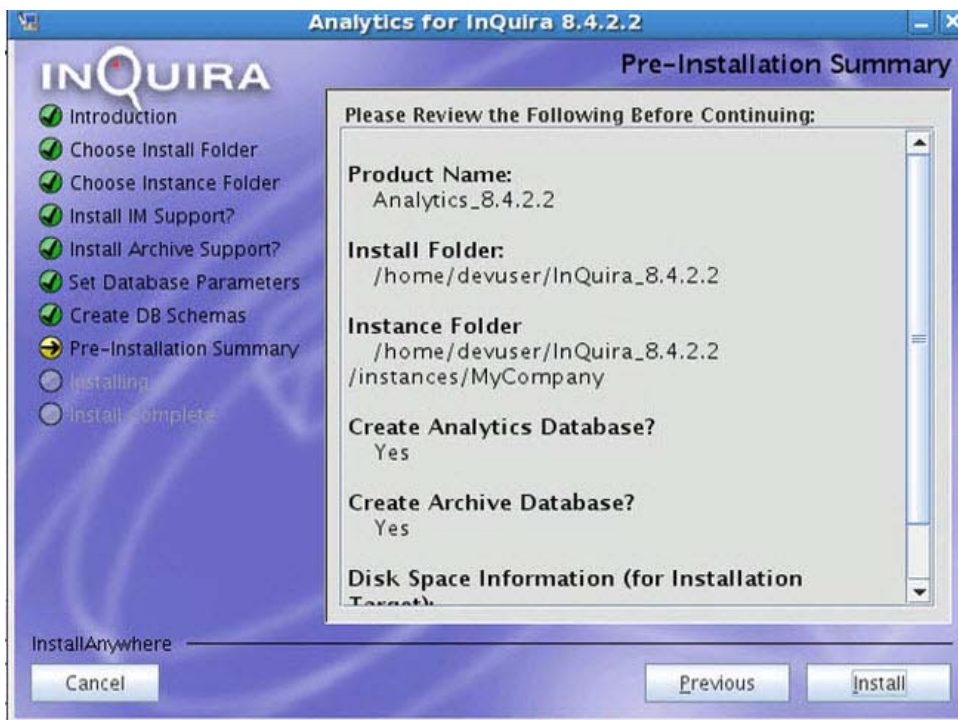 Analytics for InQuira 8.4.2.2
INQUIRA
Pre-Installation Summary
Introduction
Choose Install Folder
Choose Instance Folder
Install IM Support?
Install Archive Support?
Set Database Parameters
Create DB Schemas
Pre-Installation Summary
Installing
Install Complete
Please Review the Following Before Continuing:
Product Name:
Analytics_8.4.2.2
Install Folder:
/home/devuser/InQuira_8.4.2.2
Instance Folder
/home/devuser/InQuira_8.4.2.2
/instances/MyCompany
Create Analytics Database?
Yes
Create Archive Database?
Yes
Disk Space Information (for Installation
Target):
InstallAnywhere
Cancel
Previous
Install